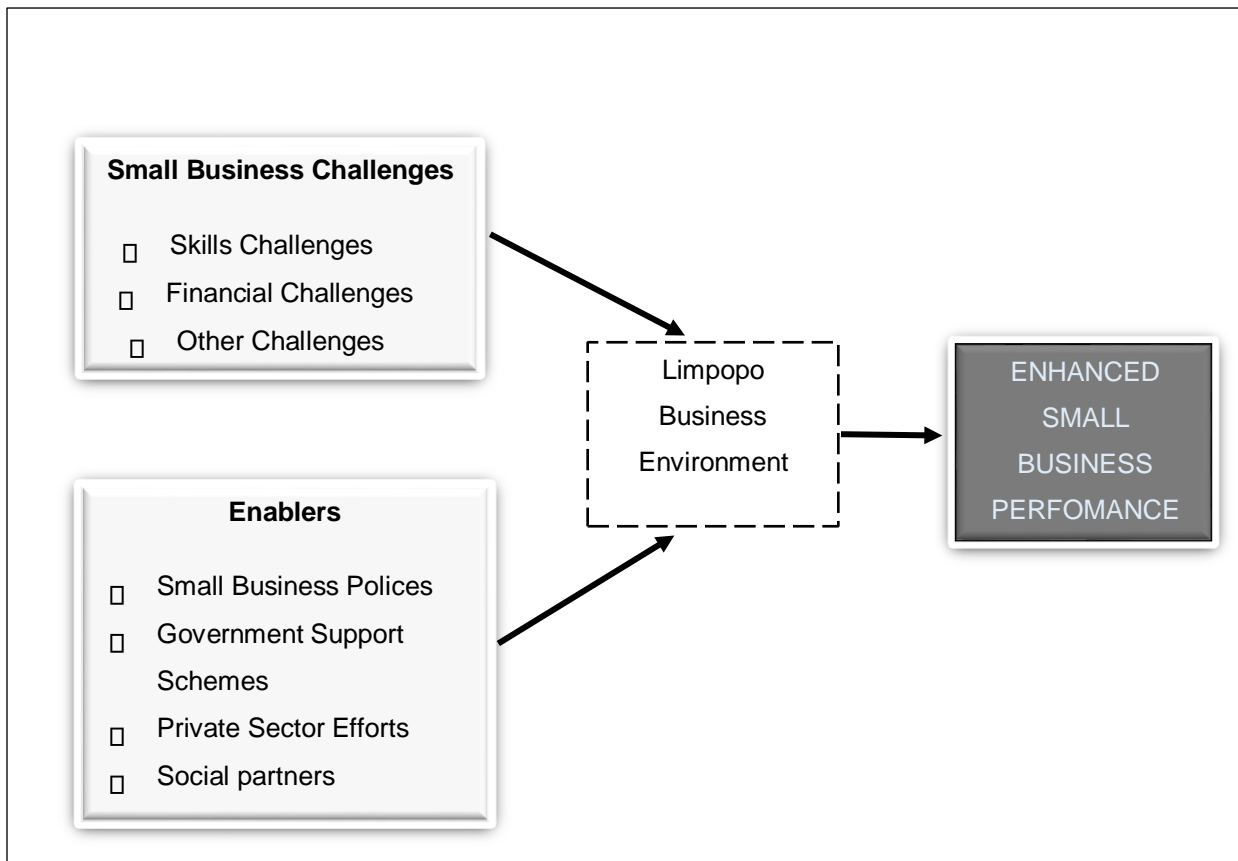 Small Business Challenges
Skills Challenges
Financial Challenges
Other Challenges
Enablers
Small Business Polices
Government Support
Schemes
Private Sector Efforts
Social partners
Limpopo
Business
Environment
ENHANCED
SMALL
BUSINESS
PERFOMANCE